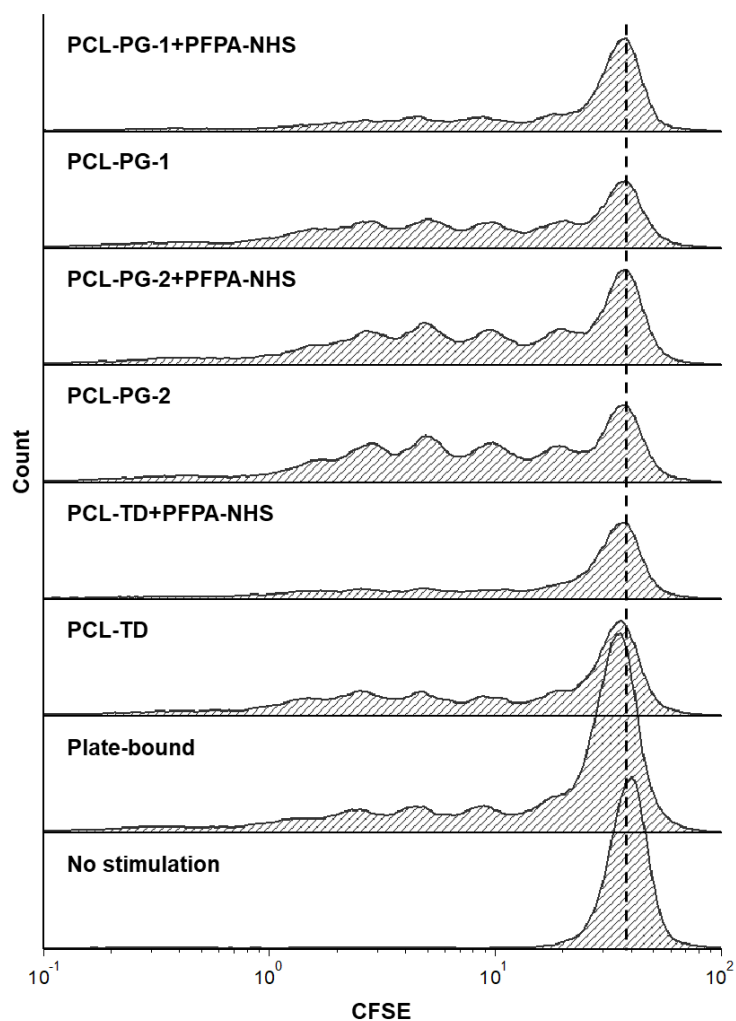 PCL-PG-1+PFPA-NHS
PCL-PG-1
PCL-PG-2+PFPA-NHS
PCL-PG-2
PCL-TD+PFPA-NHS
PCL-TD
Plate-bound
No stimulation
Count
10⁻¹ 10⁰ 10¹ 10²
CFSE